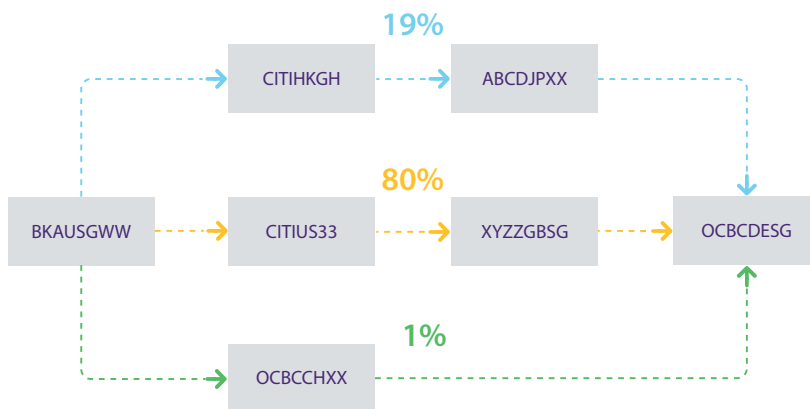 19%
CITIHKGH
ABCDJPXX
80%
BKAUSGWW
CITIUS33
XYZZGBSG
OCBCDESG
1%
OCBCCHXX